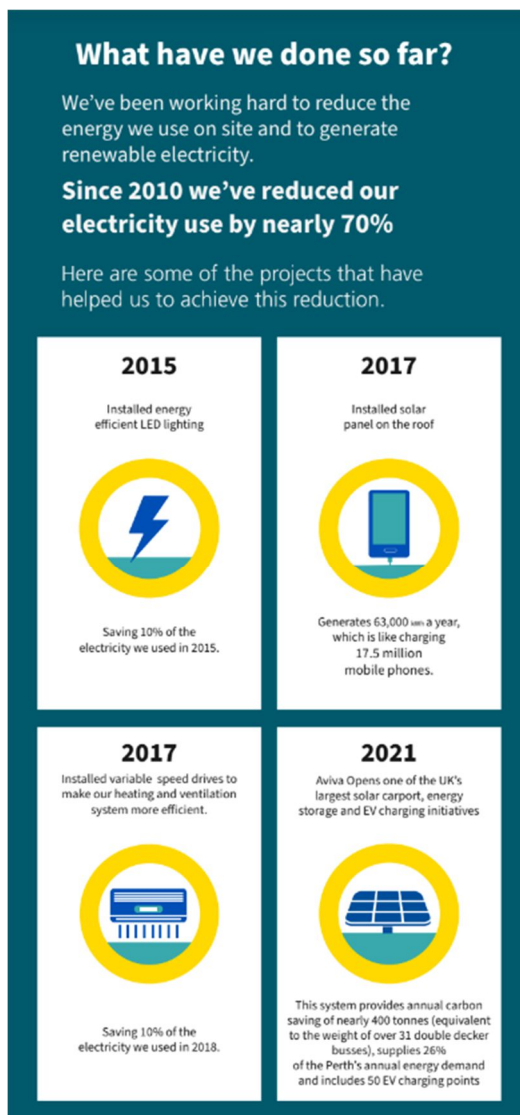 What have we done so far?
We've been working hard to reduce the
energy we use on site and to generate
renewable electricity.
Since 2010 we've reduced our
electricity use by nearly 70%
Here are some of the projects that have
helped us to achieve this reduction.
2015
Installed energy
efficient LED lighting
Saving 10% of the
electricity we used in 2015.
2017
Installed solar
panel on the roof
Generates 63,000 kWh a year,
which is like charging
17.5 million
mobile phones.
2017
Installed variable speed drives to
make our heating and ventilation
system more efficient.
Saving 10% of the
electricity we used in 2018.
2021
Aviva Opens one of the UK's
largest solar carport, energy
storage and EV charging initiatives
This system provides annual carbon
saving of nearly 400 tonnes (equivalent
to the weight of over 31 double decker
busses), supplies 26%
of the Perth's annual energy demand
and includes 50 EV charging points